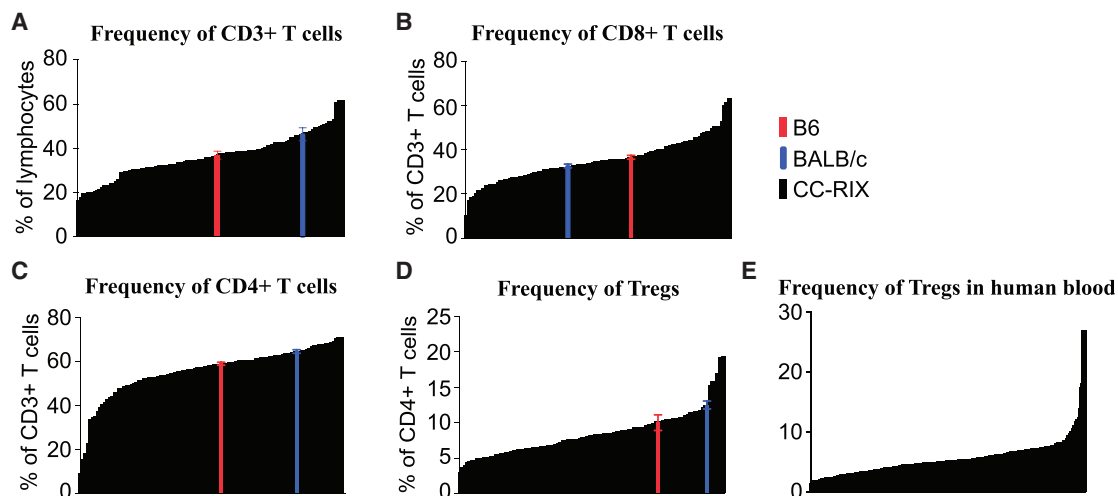 A
Frequency of CD3+ T cells
% of lymphocytes
80
60
40
20
0
B
Frequency of CD8+ T cells
% of CD3+ T cells
80
60
40
20
0
B6
BALB/c
CC-RIX
C
Frequency of CD4+ T cells
% of CD3+ T cells
80
60
80
20
0
D
Frequency of Tregs
% of CD4+ T cells
25
20
15
10
5
0
E
Frequency of Tregs in human blood
30
20
10
0